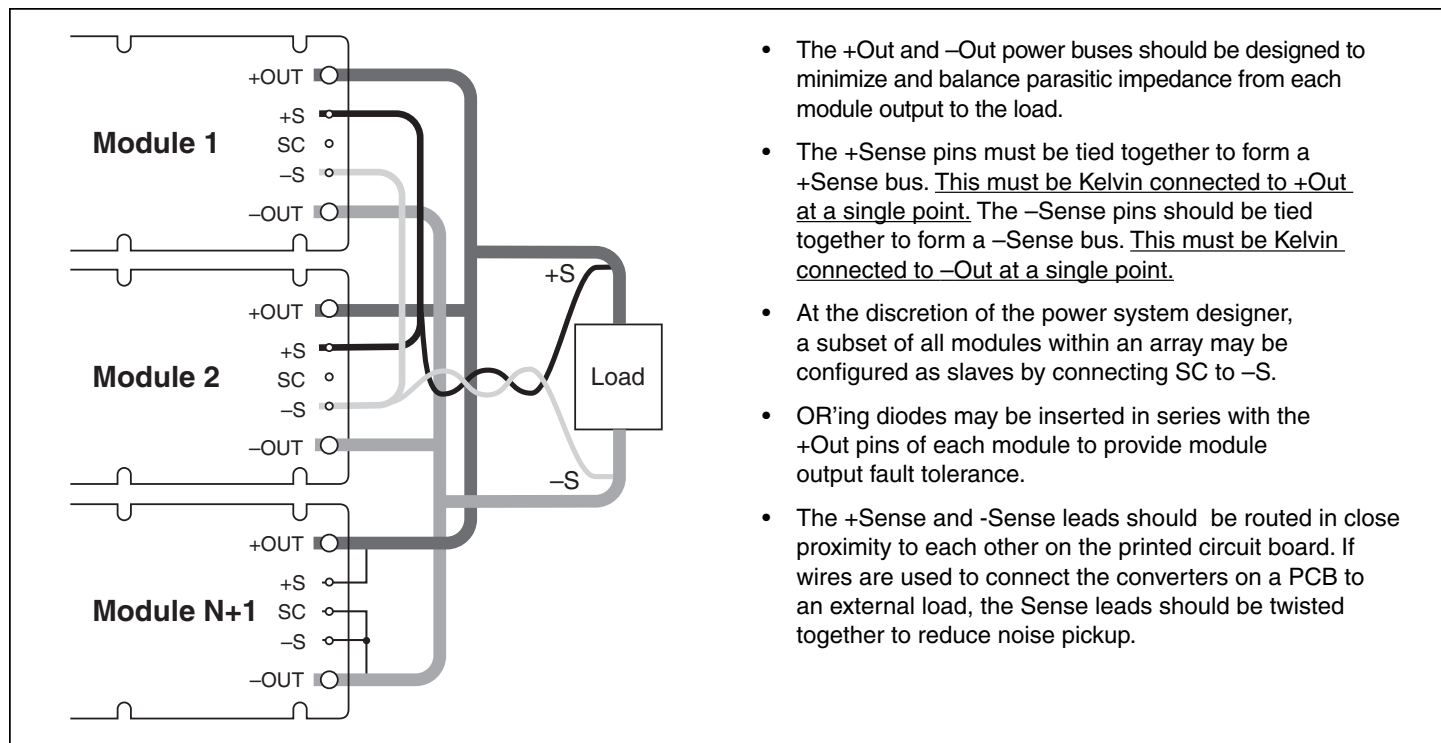 +OUT
+S
Module 1
SC
–S
–OUT
+OUT
+S
Module 2
SC
–S
–OUT
+OUT
+S
Module N+1
SC
–S
–OUT
+S
Load
–S
• The +Out and –Out power buses should be designed to
minimize and balance parasitic impedance from each
module output to the load.
• The +Sense pins must be tied together to form a
+Sense bus. This must be Kelvin connected to +Out
at a single point. The –Sense pins should be tied
together to form a –Sense bus. This must be Kelvin
connected to –Out at a single point.
• At the discretion of the power system designer,
a subset of all modules within an array may be
configured as slaves by connecting SC to –S.
• OR'ing diodes may be inserted in series with the
+Out pins of each module to provide module
output fault tolerance.
• The +Sense and -Sense leads should be routed in close
proximity to each other on the printed circuit board. If
wires are used to connect the converters on a PCB to
an external load, the Sense leads should be twisted
together to reduce noise pickup.